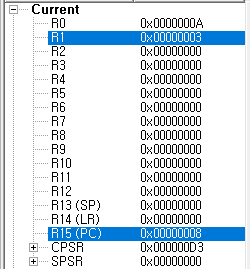 Current
R0 0x0000000A
R1 0x00000003
R2 0x00000000
R3 0x00000000
R4 0x00000000
R5 0x00000000
R6 0x00000000
R7 0x00000000
R8 0x00000000
R9 0x00000000
R10 0x00000000
R11 0x00000000
R12 0x00000000
R13 (SP) 0x00000000
R14 (LR) 0x00000000
R15 (PC) 0x00000008
CPSR 0x000000D3
SPSR 0x00000000